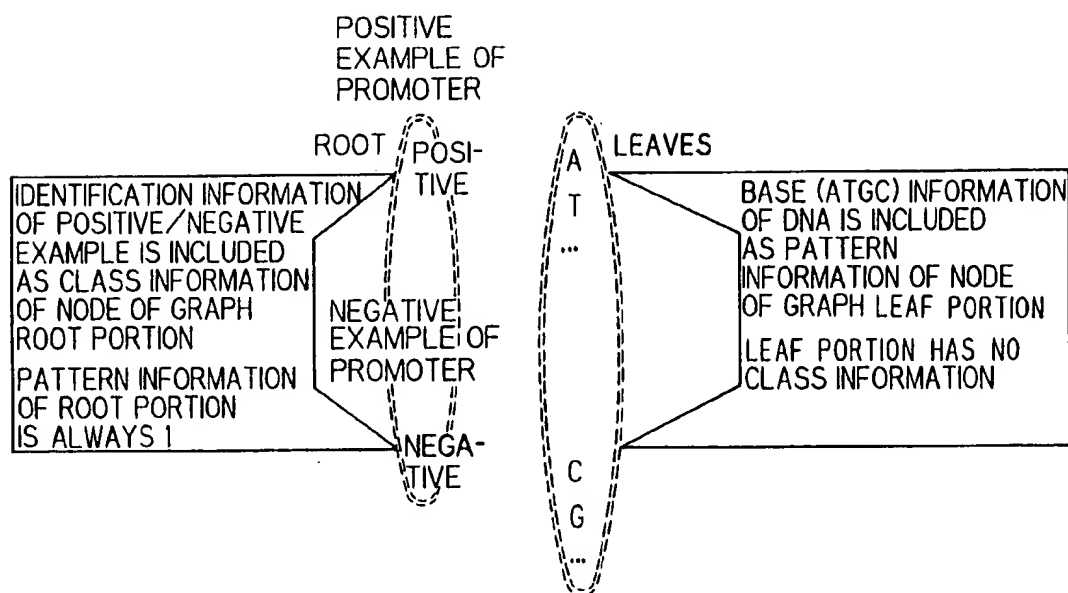 POSITIVE
EXAMPLE OF
PROMOTER
ROOT
POSI-
TIVE
IDENTIFICATION INFORMATION
OF POSITIVE/NEGATIVE
EXAMPLE IS INCLUDED
AS CLASS INFORMATION
OF NODE OF GRAPH
ROOT PORTION
PATTERN INFORMATION
OF ROOT PORTION
IS ALWAYS 1
NEGATIVE
EXAMPLE OF
PROMOTER
NEGA-
TIVE
LEAVES
A
T
...
C
G
...
BASE (ATGC) INFORMATION
OF DNA IS INCLUDED
AS PATTERN
INFORMATION OF NODE
OF GRAPH LEAF PORTION
LEAF PORTION HAS NO
CLASS INFORMATION